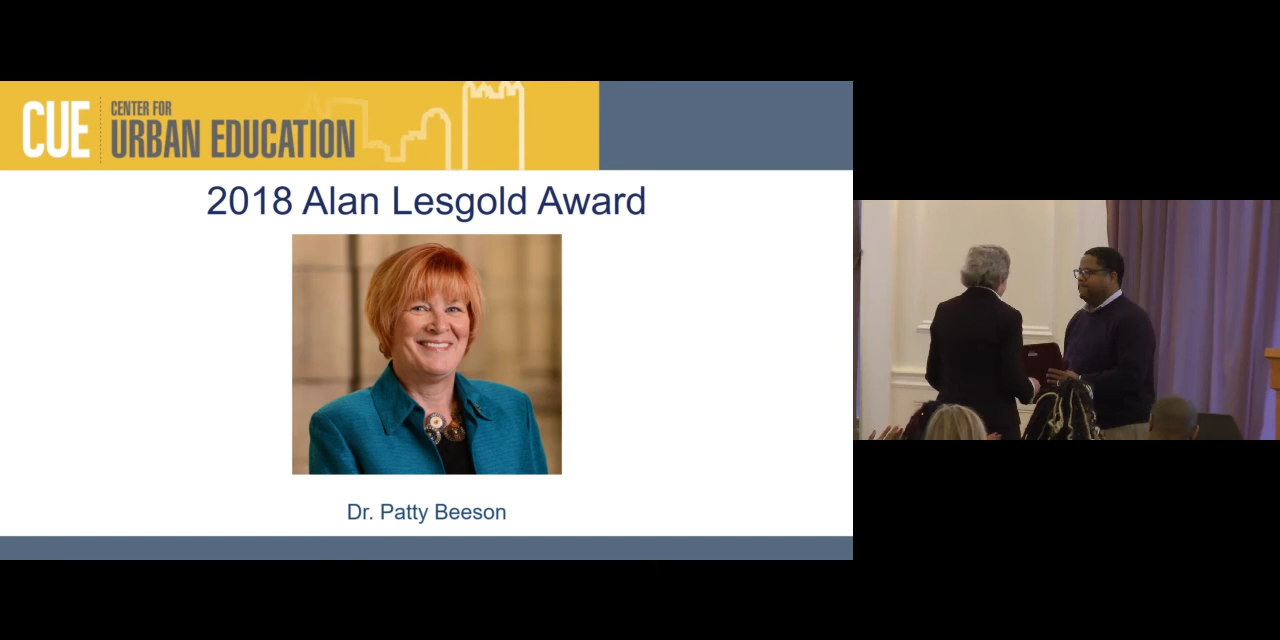 CUE
CENTER FOR
URBAN EDUCATION
2018 Alan Lesgold Award
Dr. Patty Beeson